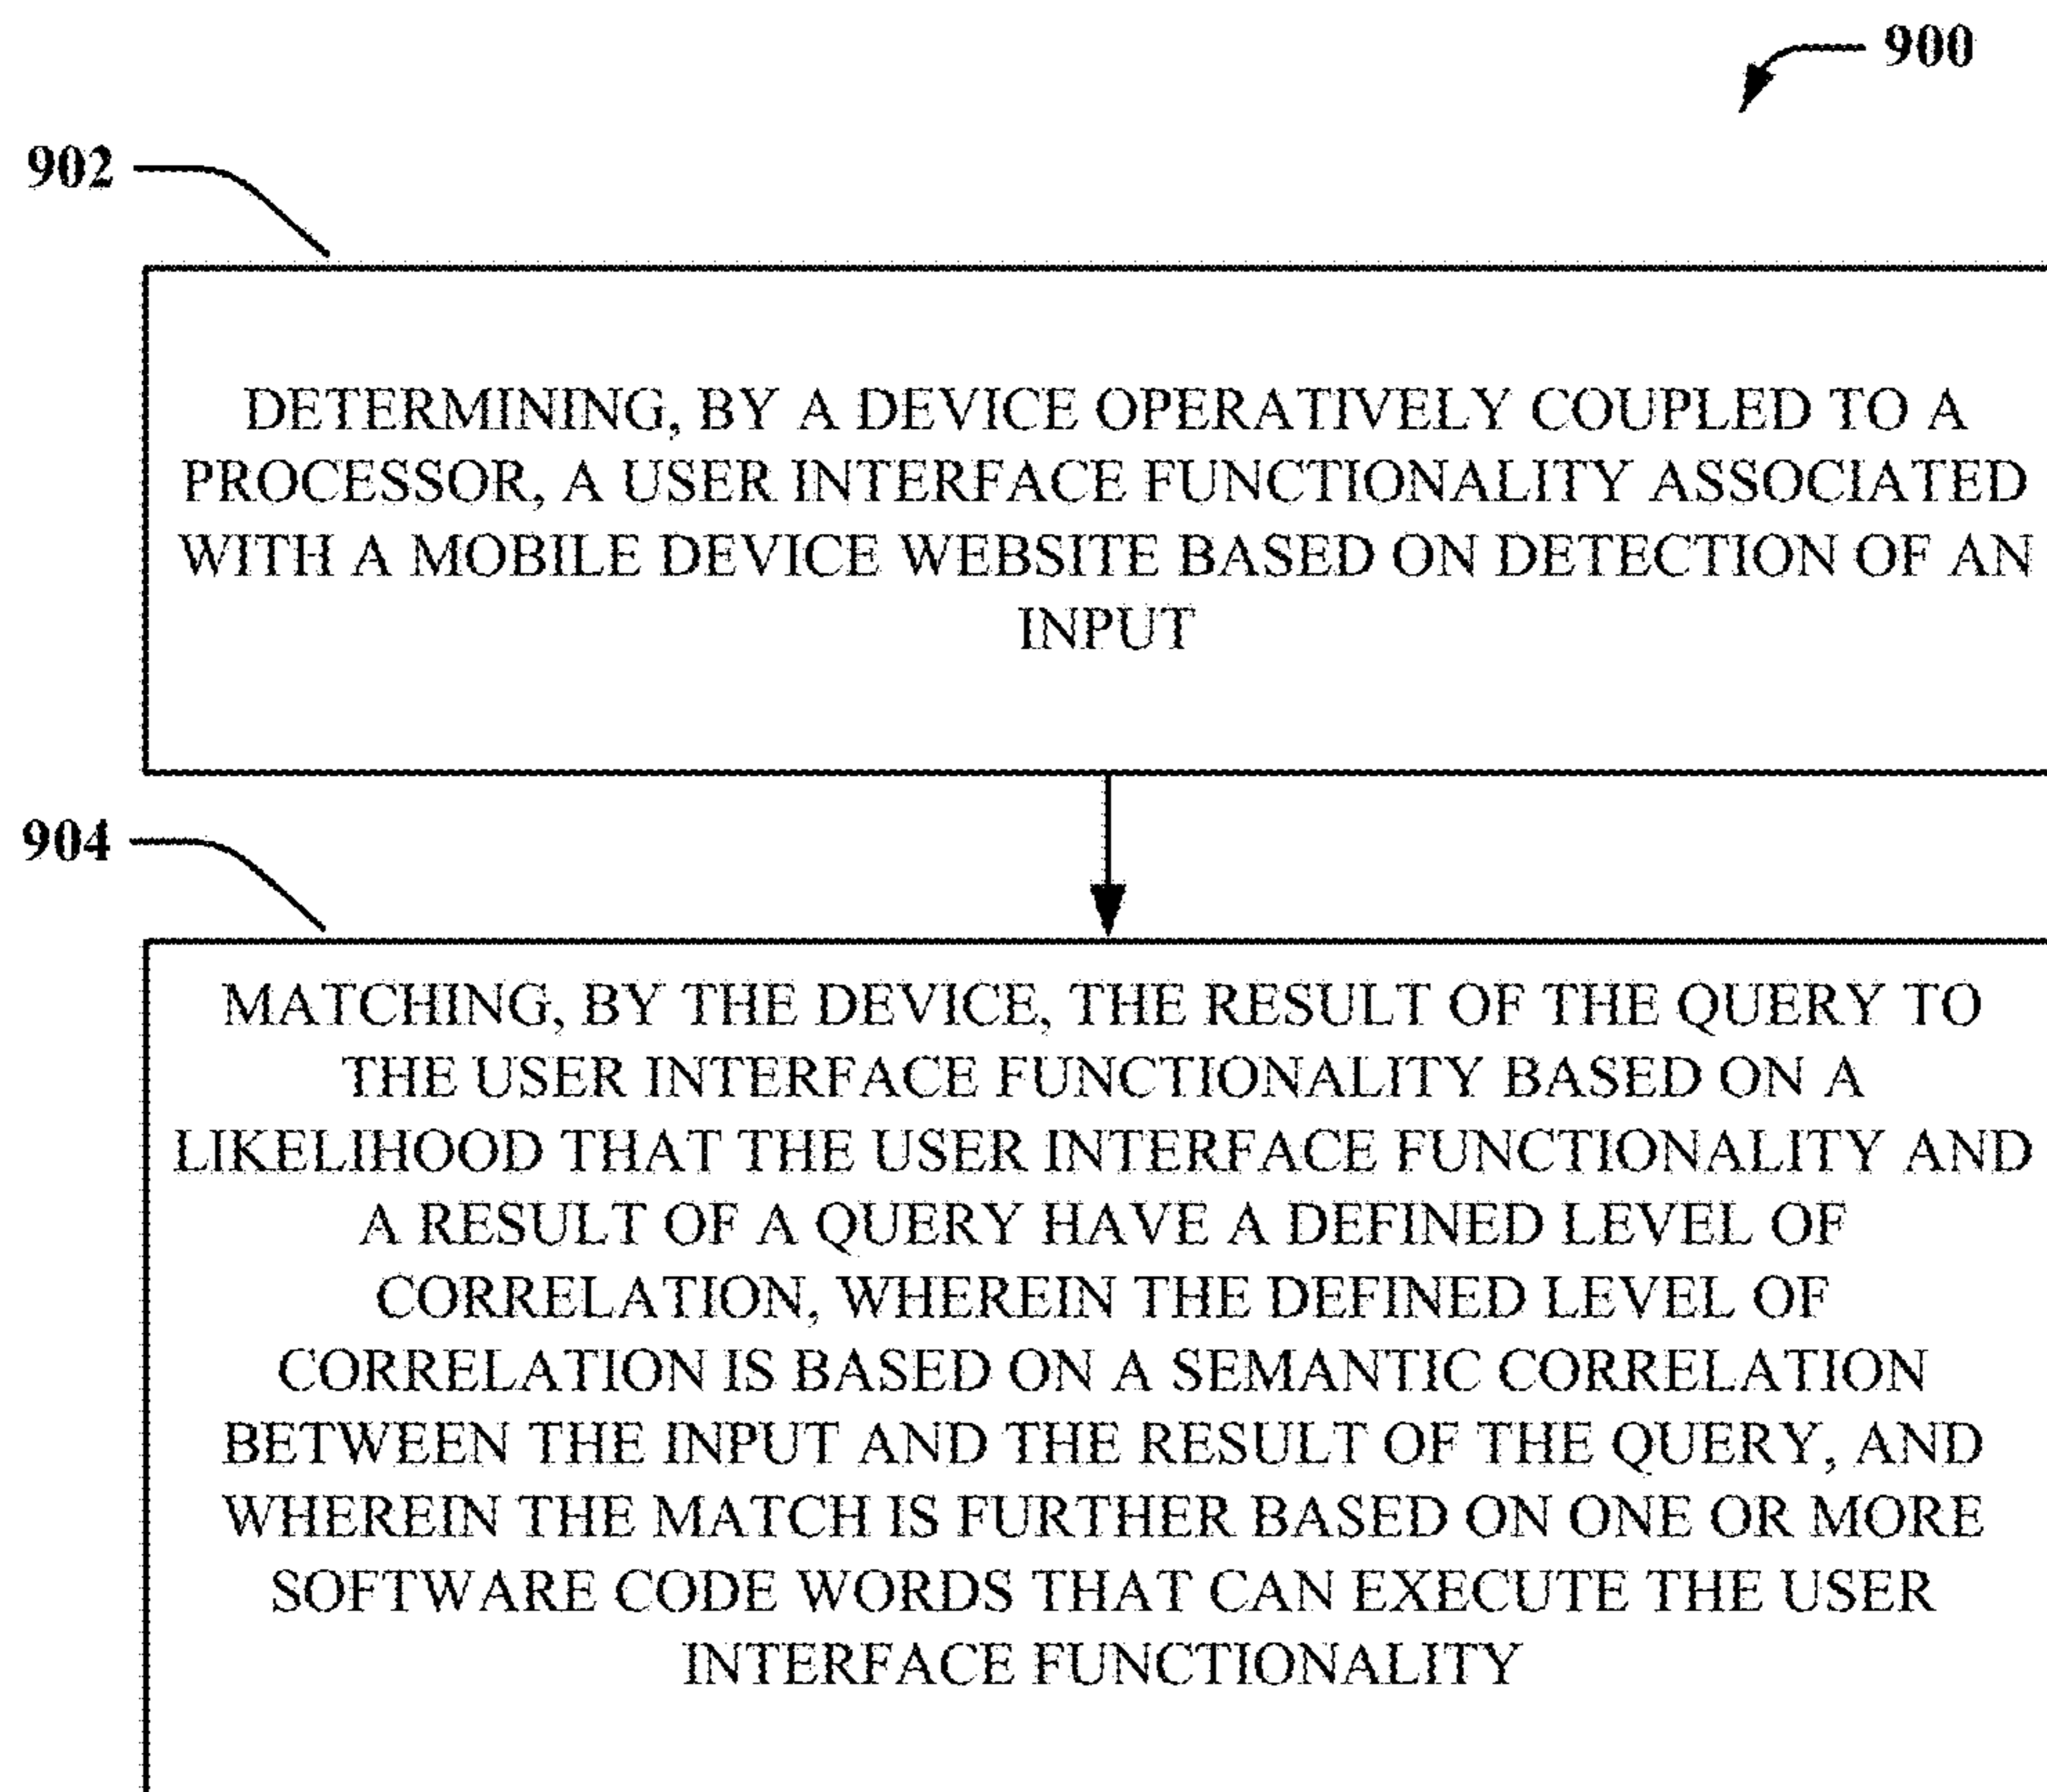 900
902
DETERMINING, BY A DEVICE OPERATIVELY COUPLED TO A
PROCESSOR, A USER INTERFACE FUNCTIONALITY ASSOCIATED
WITH A MOBILE DEVICE WEBSITE BASED ON DETECTION OF AN
INPUT
904
MATCHING, BY THE DEVICE, THE RESULT OF THE QUERY TO
THE USER INTERFACE FUNCTIONALITY BASED ON A
LIKELIHOOD THAT THE USER INTERFACE FUNCTIONALITY AND
A RESULT OF A QUERY HAVE A DEFINED LEVEL OF
CORRELATION, WHEREIN THE DEFINED LEVEL OF
CORRELATION IS BASED ON A SEMANTIC CORRELATION
BETWEEN THE INPUT AND THE RESULT OF THE QUERY, AND
WHEREIN THE MATCH IS FURTHER BASED ON ONE OR MORE
SOFTWARE CODE WORDS THAT CAN EXECUTE THE USER
INTERFACE FUNCTIONALITY